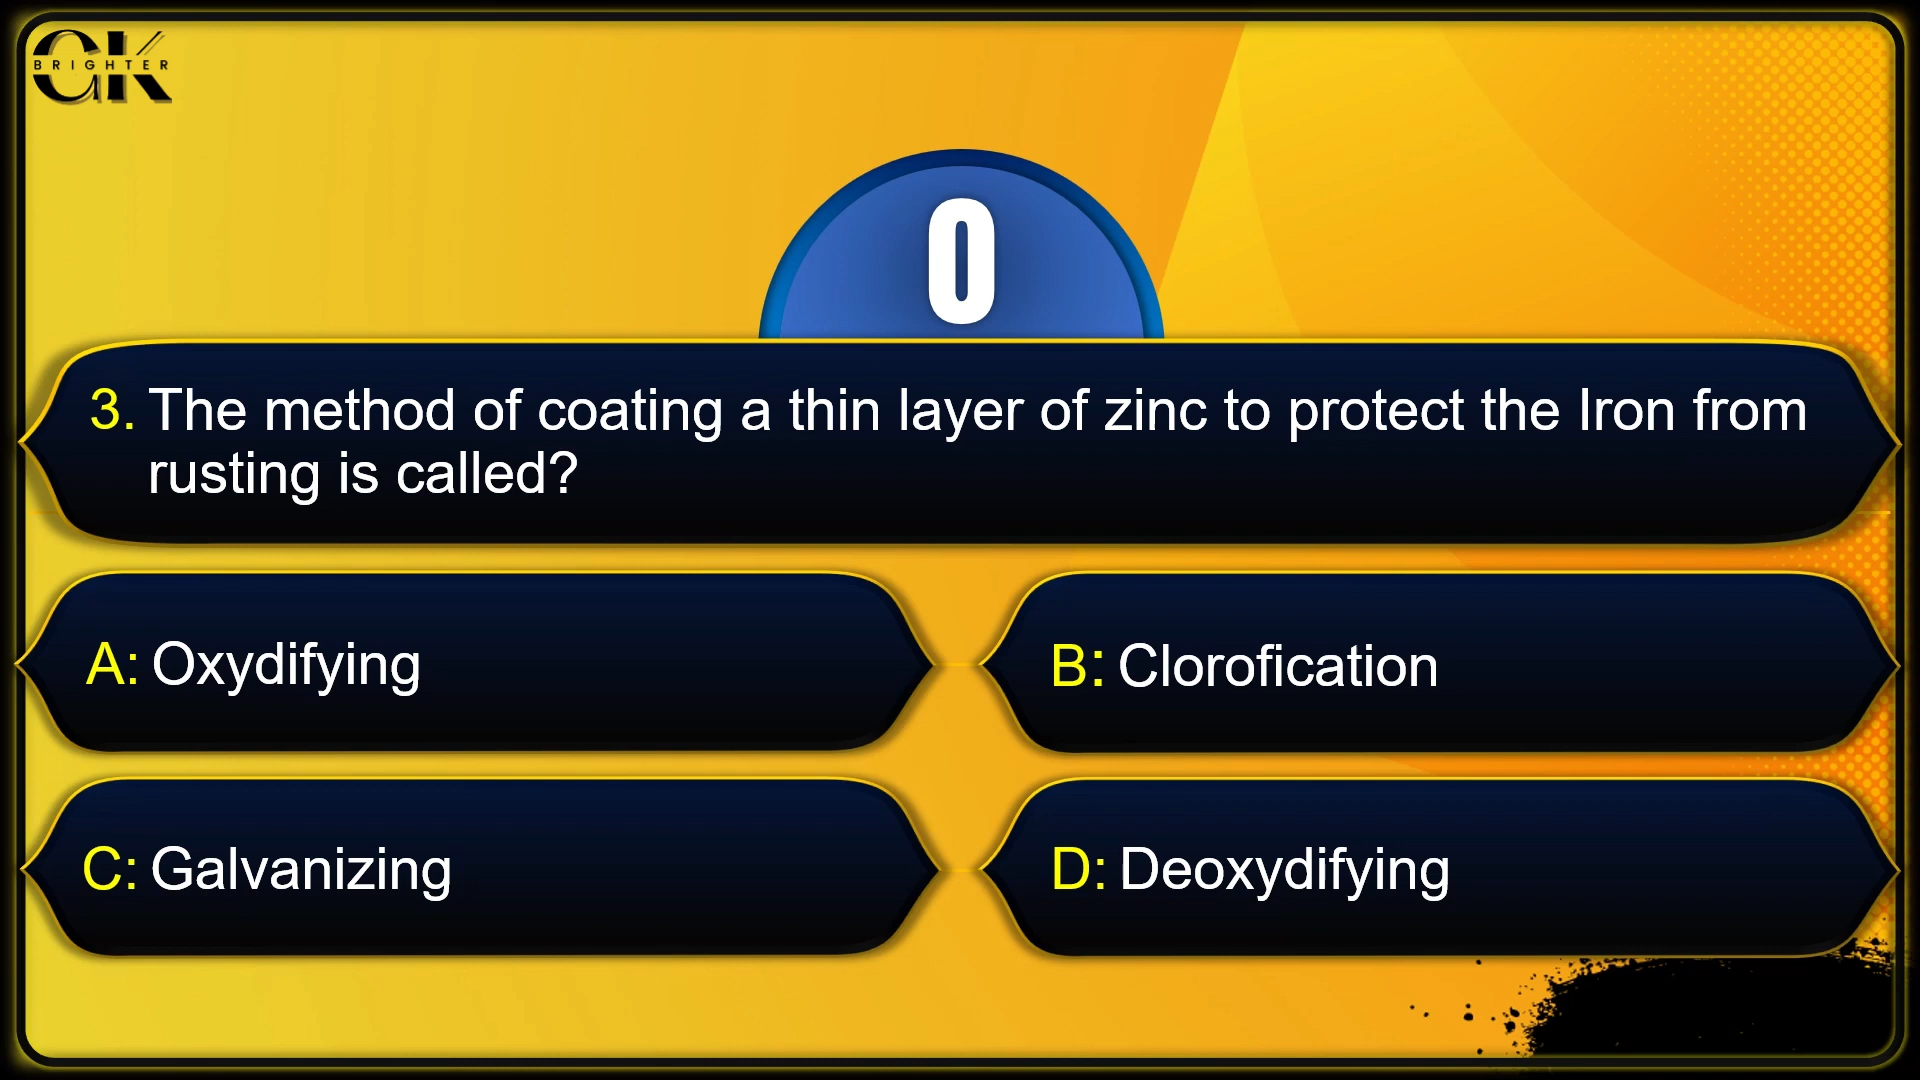 GK
BRIGHTER
0
3. The method of coating a thin layer of zinc to protect the Iron from
rusting is called?
A: Oxydifying
B: Clorofication
C: Galvanizing
D: Deoxydifying